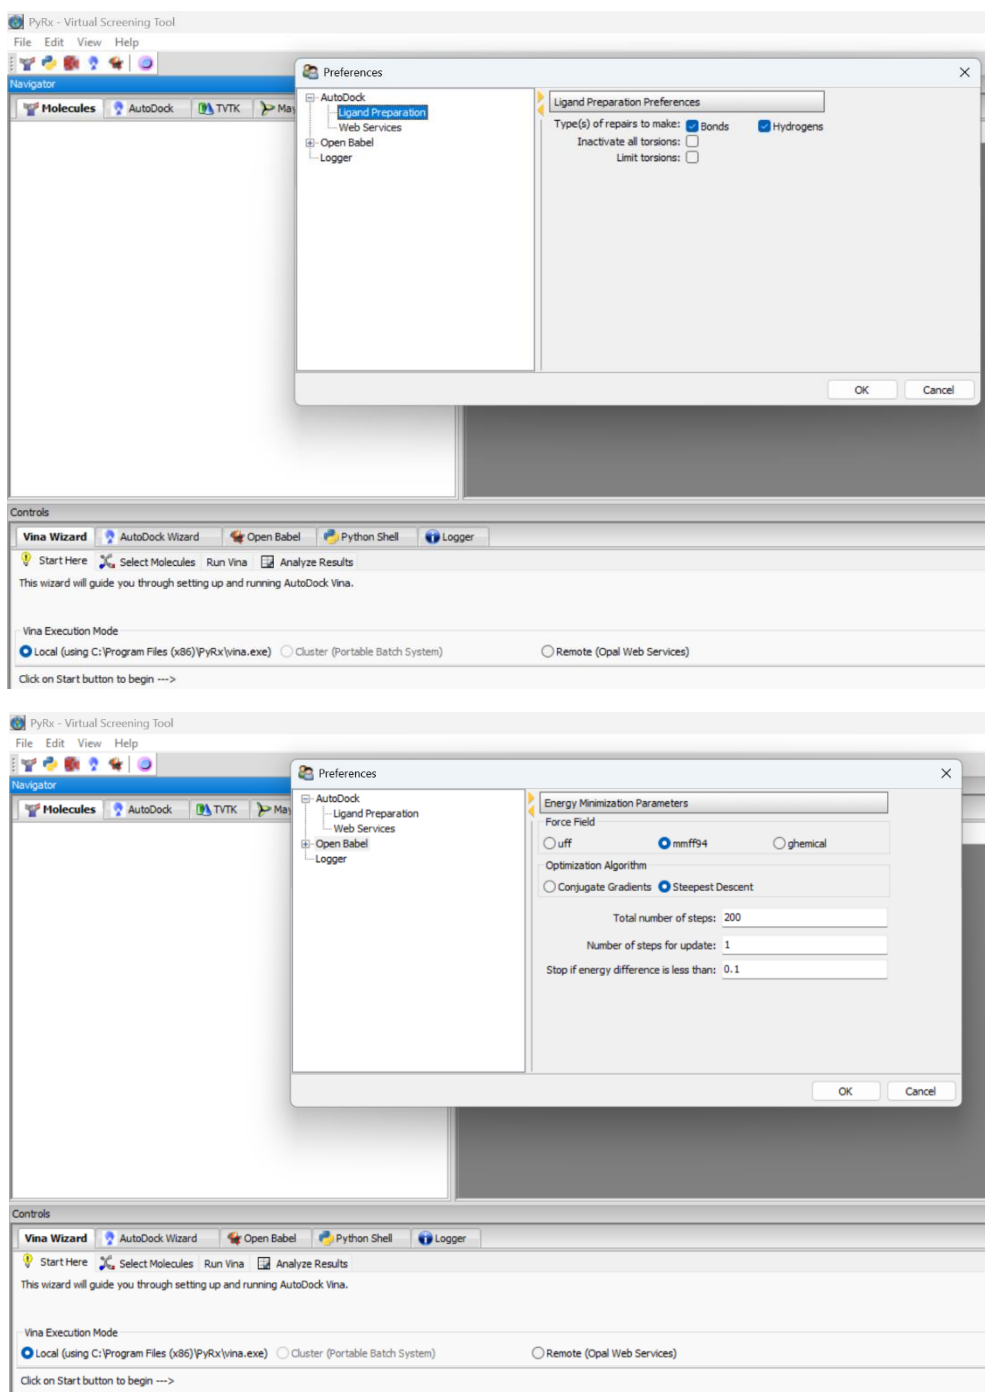 PyRx - Virtual Screening Tool
File Edit View Help
Navigator
Molecules AutoDock TVTK May
Preferences
AutoDock
Ligand Preparation
Web Services
Open Babel
Logger
Ligand Preparation Preferences
Type(s) of repairs to make: Bonds Hydrogens
Inactivate all torsions:
Limit torsions:
OK Cancel
Controls
Vina Wizard AutoDock Wizard Open Babel Python Shell Logger
Start Here Select Molecules Run Vina Analyze Results
This wizard will guide you through setting up and running AutoDock Vina.
Vina Execution Mode
Local (using C:\Program Files (x86)\PyRx\vina.exe) Cluster (Portable Batch System) Remote (Opal Web Services)
Click on Start button to begin --->
PyRx - Virtual Screening Tool
File Edit View Help
Navigator
Molecules AutoDock TVTK May
Preferences
AutoDock
Ligand Preparation
Web Services
Open Babel
Logger
Energy Minimization Parameters
Force Field
uff mmff94 ghemical
Optimization Algorithm
Conjugate Gradients Steepest Descent
Total number of steps: 200
Number of steps for update: 1
Stop if energy difference is less than: 0.1
OK Cancel
Controls
Vina Wizard AutoDock Wizard Open Babel Python Shell Logger
Start Here Select Molecules Run Vina Analyze Results
This wizard will guide you through setting up and running AutoDock Vina.
Vina Execution Mode
Local (using C:\Program Files (x86)\PyRx\vina.exe) Cluster (Portable Batch System) Remote (Opal Web Services)
Click on Start button to begin --->